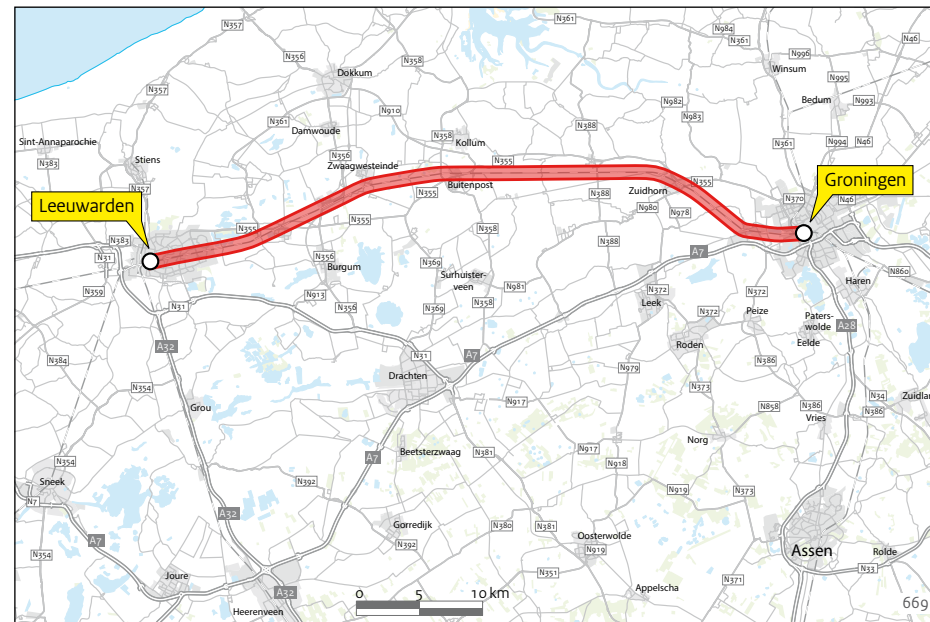 N357
N361
N984
N361
N46
N356
N358
N996
Winsum
Dokkum
N995
Bedum
N357
N910
N982
N993
N361
N983
Damwoude
N388
N358
Kollum
N361
N994
N46
Sint-Annaparochie
N383
Stiens
N356
Zwaagwesteinde
N355
Buitenpost
N355
N388
Zuidhorn
N355
Groningen
N357
Leeuwarden
N370
N46
N355
N355
N980
N978
N358
N383
N31
N356
Burgum
N369
N388
A7
N860
N359
Surhuister-
veen
N981
N372
Haren
N913
N356
N369
N358
Leek
N372
Peize
N31
N372
Paters-
wolde
Eelde
A28
A32
N31
A7
Roden
N384
Drachten
N979
N386
N354
N373
Grou
N917
N858
N386
N34
N386
Zuidlar
Vries
Norg
N354
A7
Beetsterzwaag
N381
N917
N918
Sneek
N392
N919
N373
N7
A32
Gorredijk
N380
N381
A7
N392
Oosterwolde
N919
Assen
Rolde
N354
N33
Joure
N351
N371
A32
Appelscha
Heerenveen
0 5 10 km
669